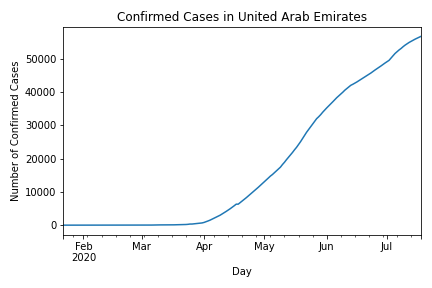 Confirmed Cases in United Arab Emirates
Number of Confirmed Cases
50000
40000
30000
20000
10000
0
Feb Mar Apr May Jun Jul
2020
Day